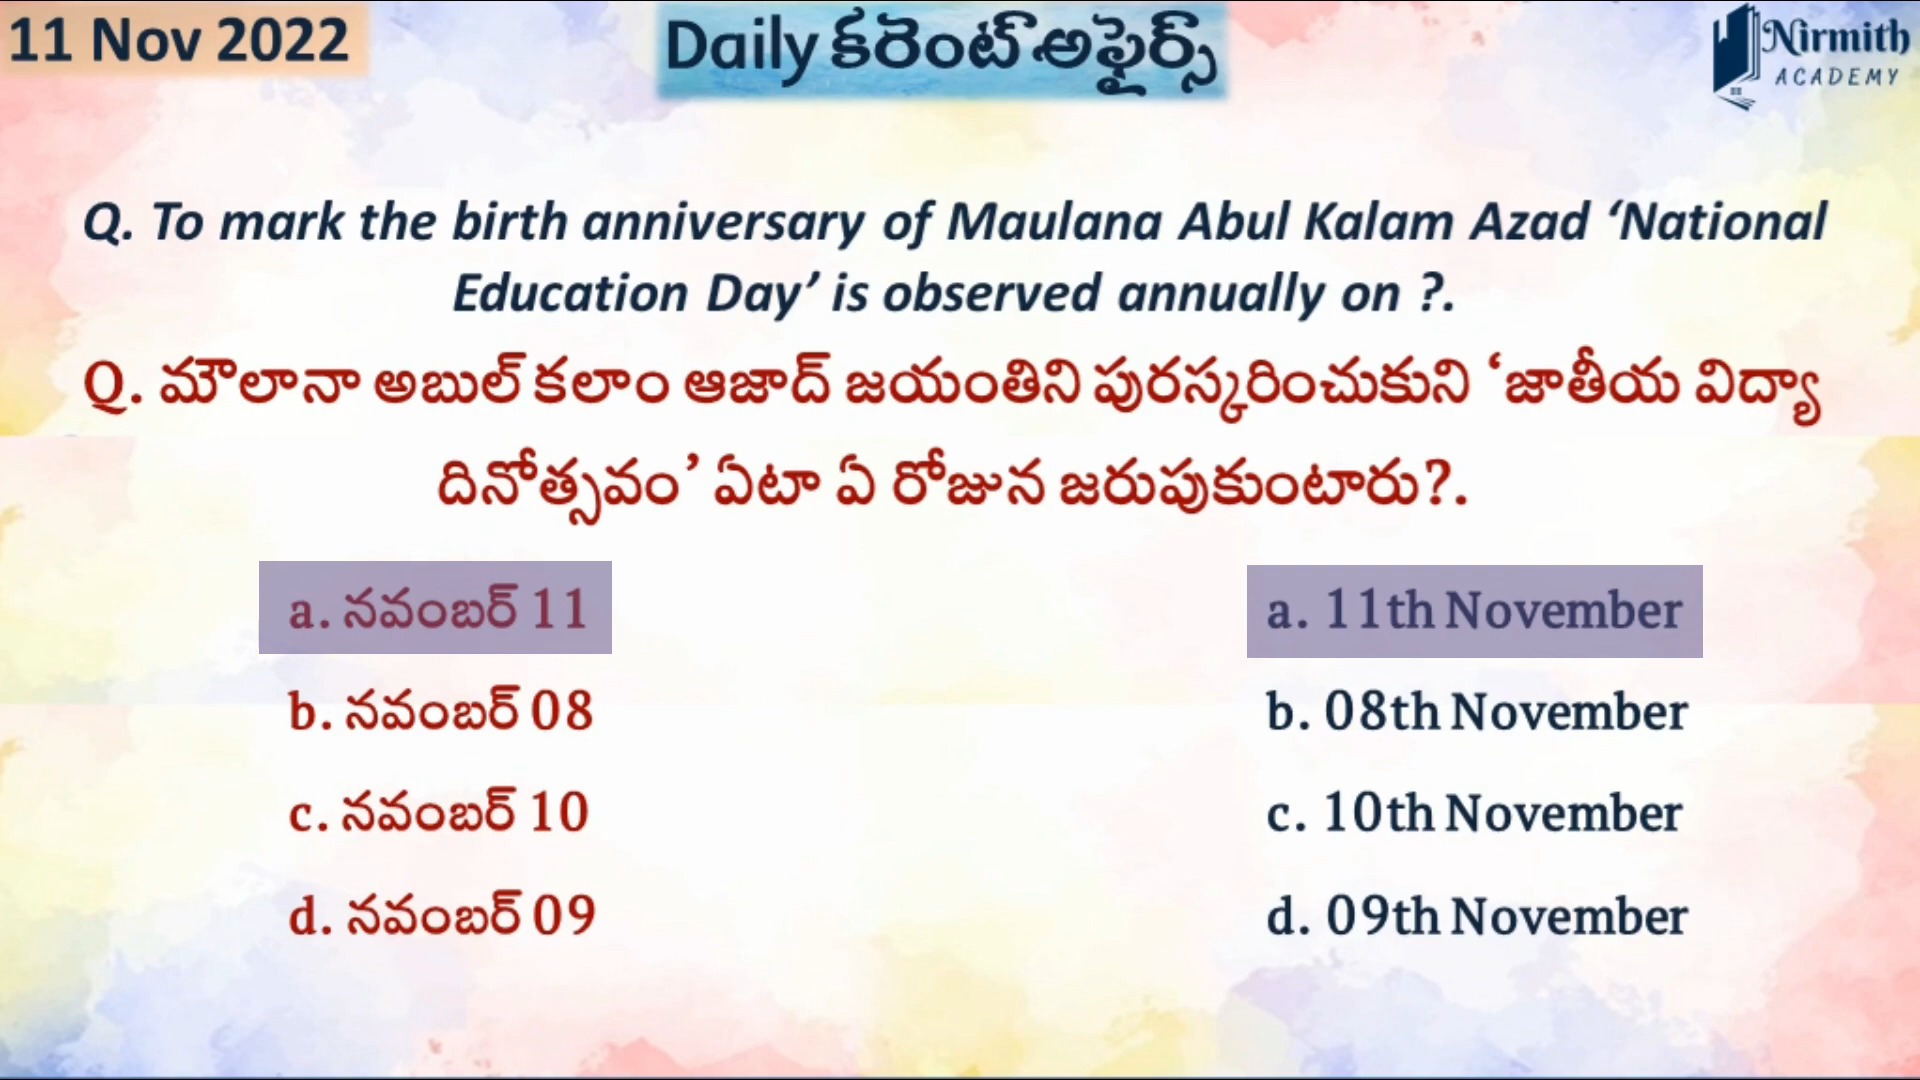 11 Nov 2022
Daily కరెంట్ అఫైర్స్
Nirmith
ACADEMY
Q. To mark the birth anniversary of Maulana Abul Kalam Azad ‘National
Education Day’ is observed annually on ?.
Q. మౌలానా అబుల్ కలాం ఆజాద్ జయంతిని పురస్కరించుకుని ‘జాతీయ విద్యా
దినోత్సవం’ ఏటా ఏ రోజున జరుపుకుంటారు?.
a. నవంబర్ 11
b. నవంబర్ 08
c. నవంబర్ 10
d. నవంబర్ 09
a. 11th November
b. 08th November
c. 10th November
d. 09th November